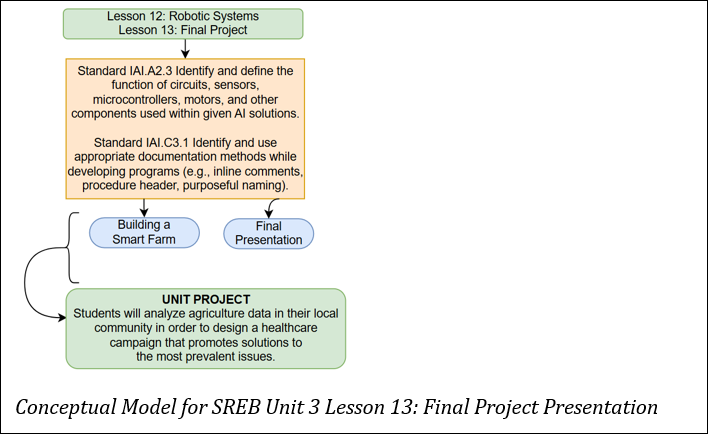 Lesson 12: Robotic Systems
Lesson 13: Final Project
Standard IAI.A2.3 Identify and define the
function of circuits, sensors,
microcontrollers, motors, and other
components used within given AI solutions.
Standard IAI.C3.1 Identify and use
appropriate documentation methods while
developing programs (e.g., inline comments,
procedure header, purposeful naming).
Building a
Smart Farm
Final
Presentation
UNIT PROJECT
Students will analyze agriculture data in their local
community in order to design a healthcare
campaign that promotes solutions to
the most prevalent issues.
Conceptual Model for SREB Unit 3 Lesson 13: Final Project Presentation